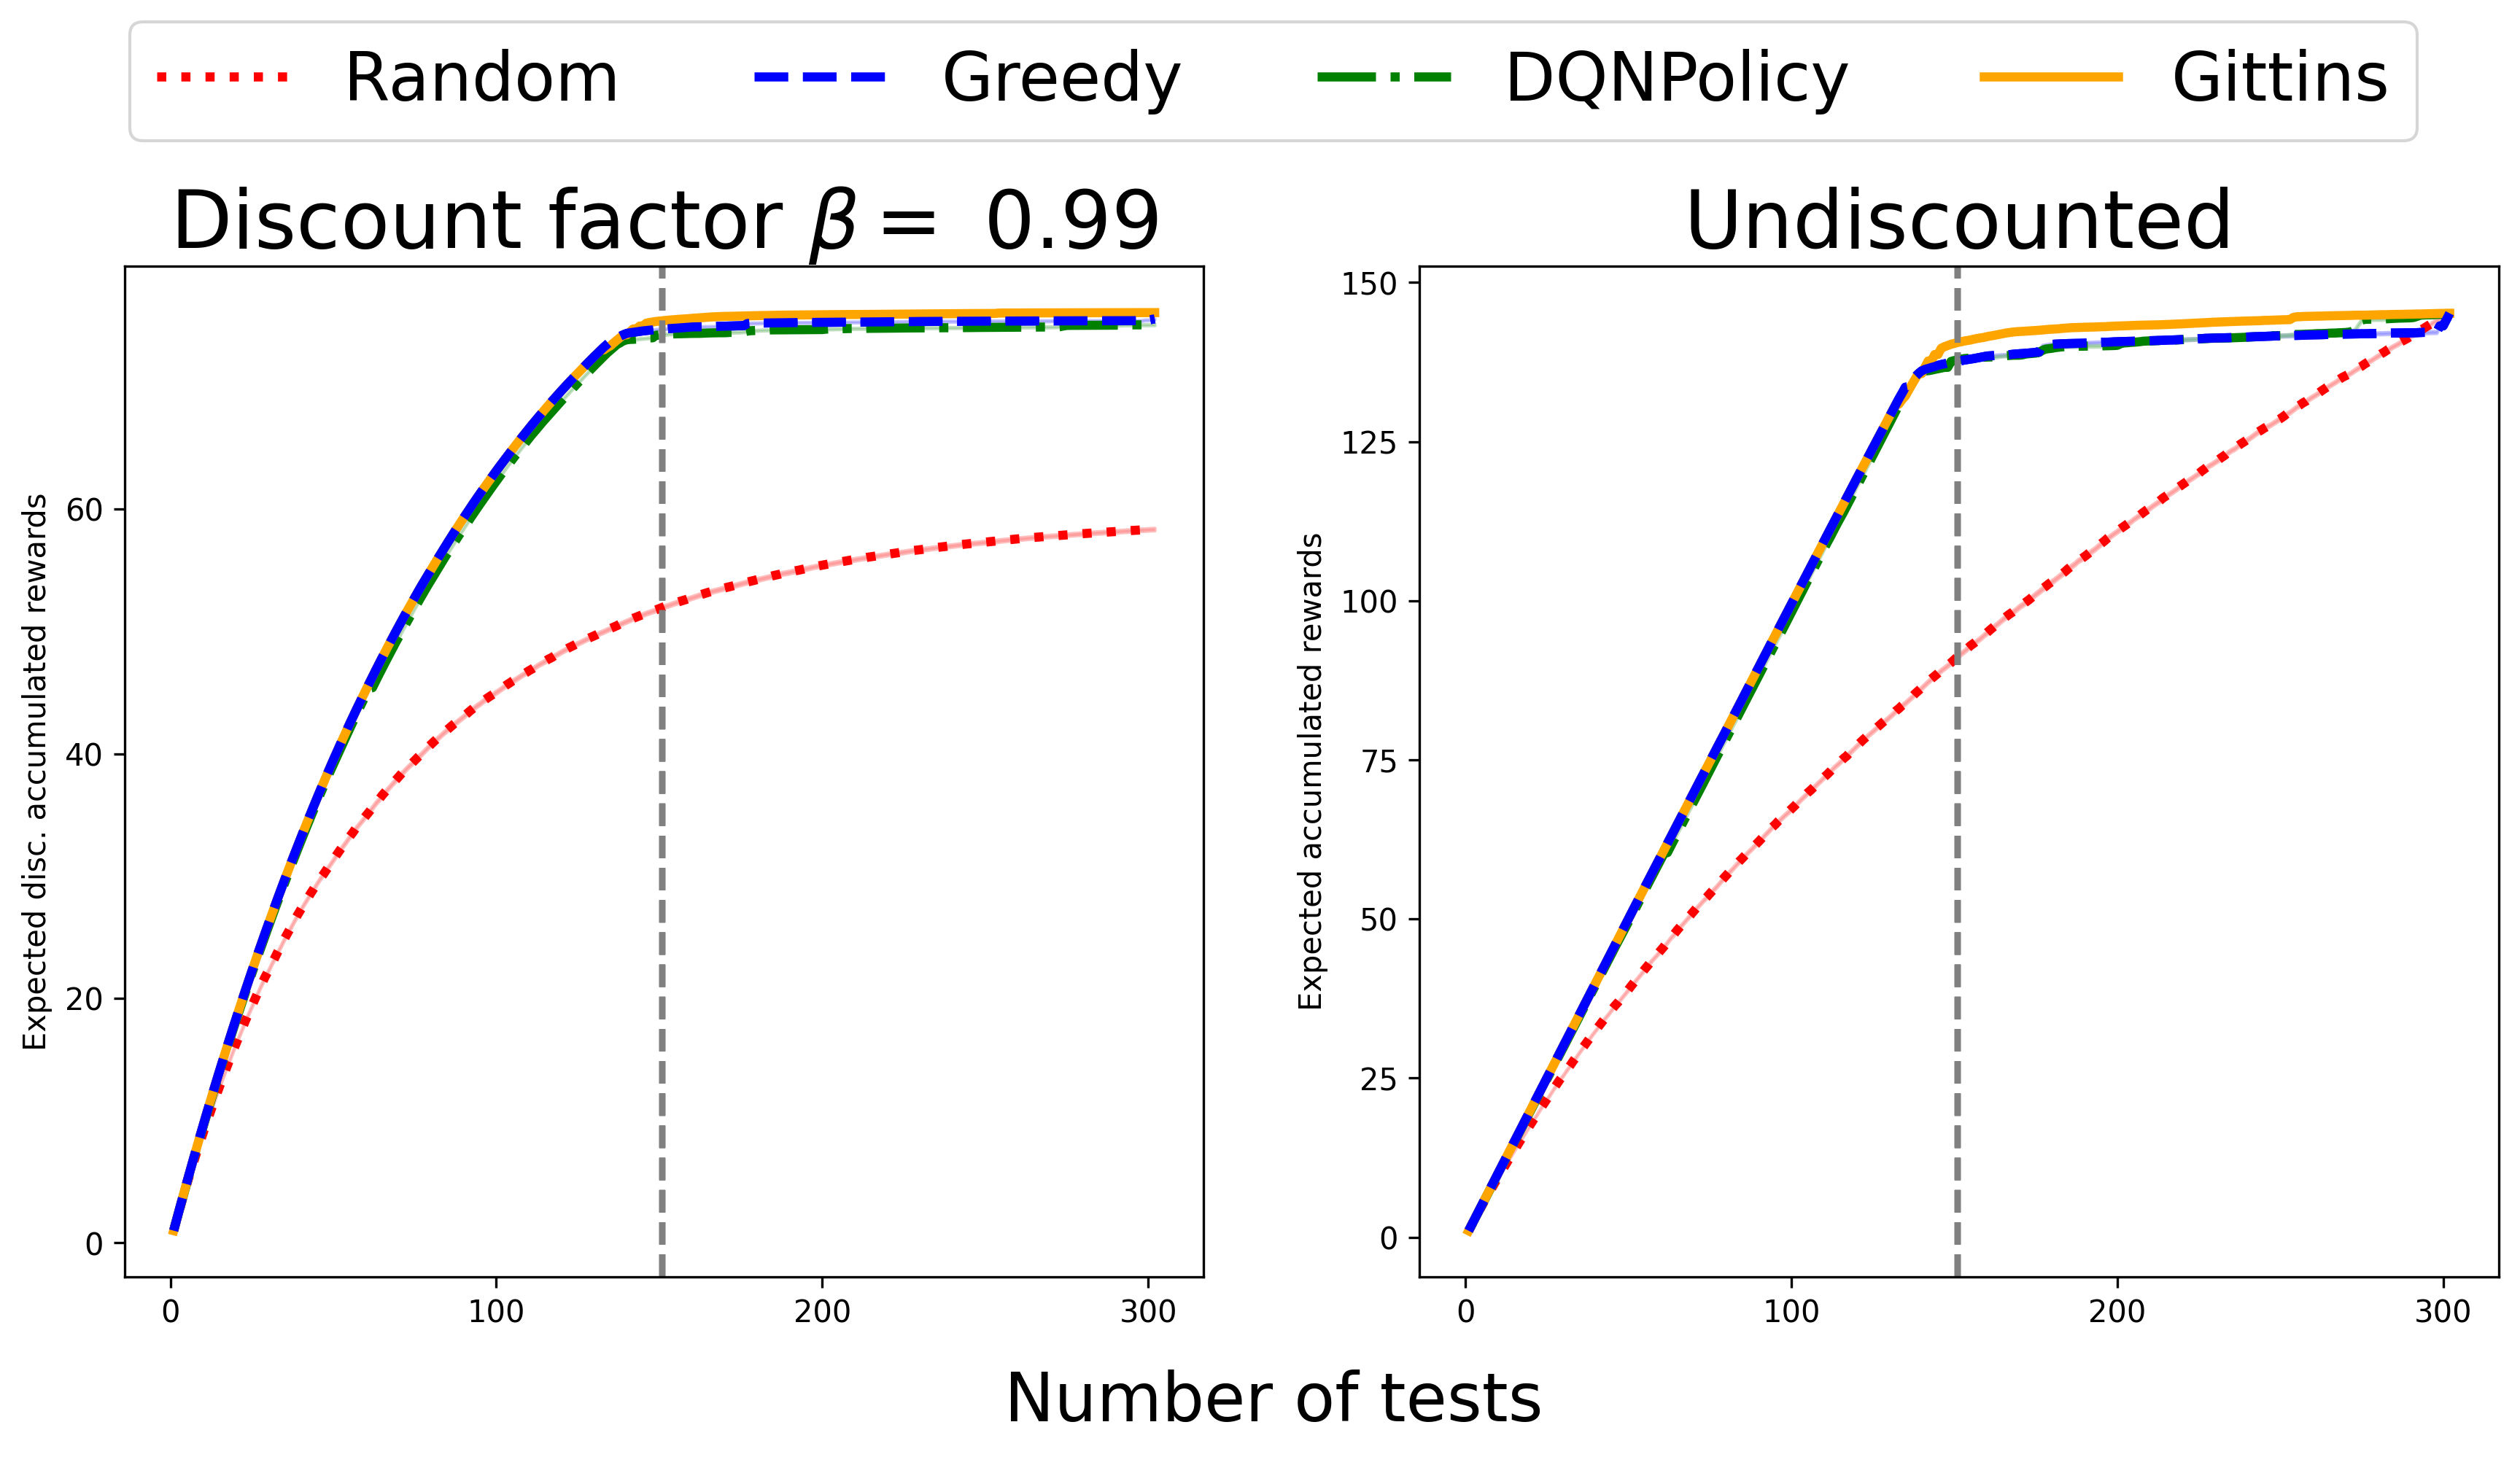 Random Greedy DQNPolicy Gittins
Discount factor β = 0.99
Undiscounted
Expected disc. accumulated rewards
60
40
20
0
0 100 200 300
Expected accumulated rewards
150
125
100
75
50
25
0
0 100 200 300
Number of tests